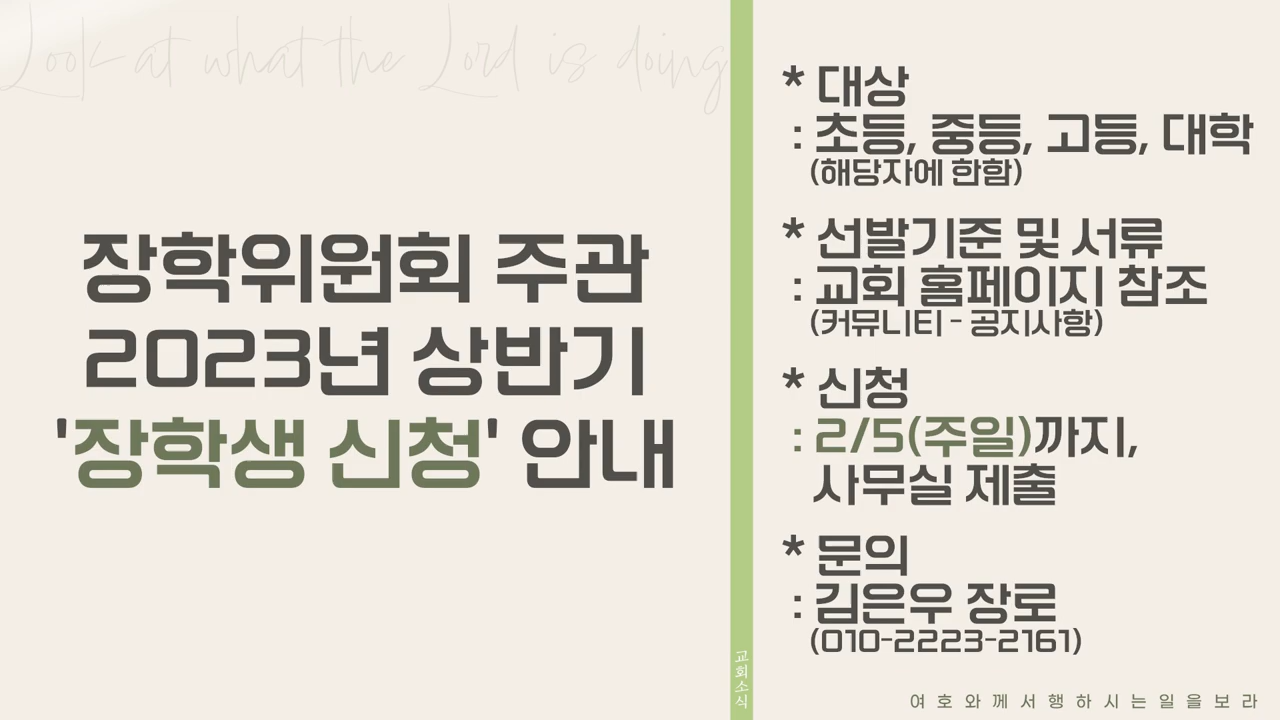 Look at what the Lord is doing
장학위원회 주관
2023년 상반기
'장학생 신청' 안내
* 대상
: 초등, 중등, 고등, 대학
(해당자에 한함)
* 선발기준 및 서류
: 교회 홈페이지 참조
(커뮤니티 - 공지사항)
* 신청
: 2/5(주일)까지,
사무실 제출
* 문의
: 김은우 장로
(010-2223-2161)
교회소식
여호와께서행하시는일을보라